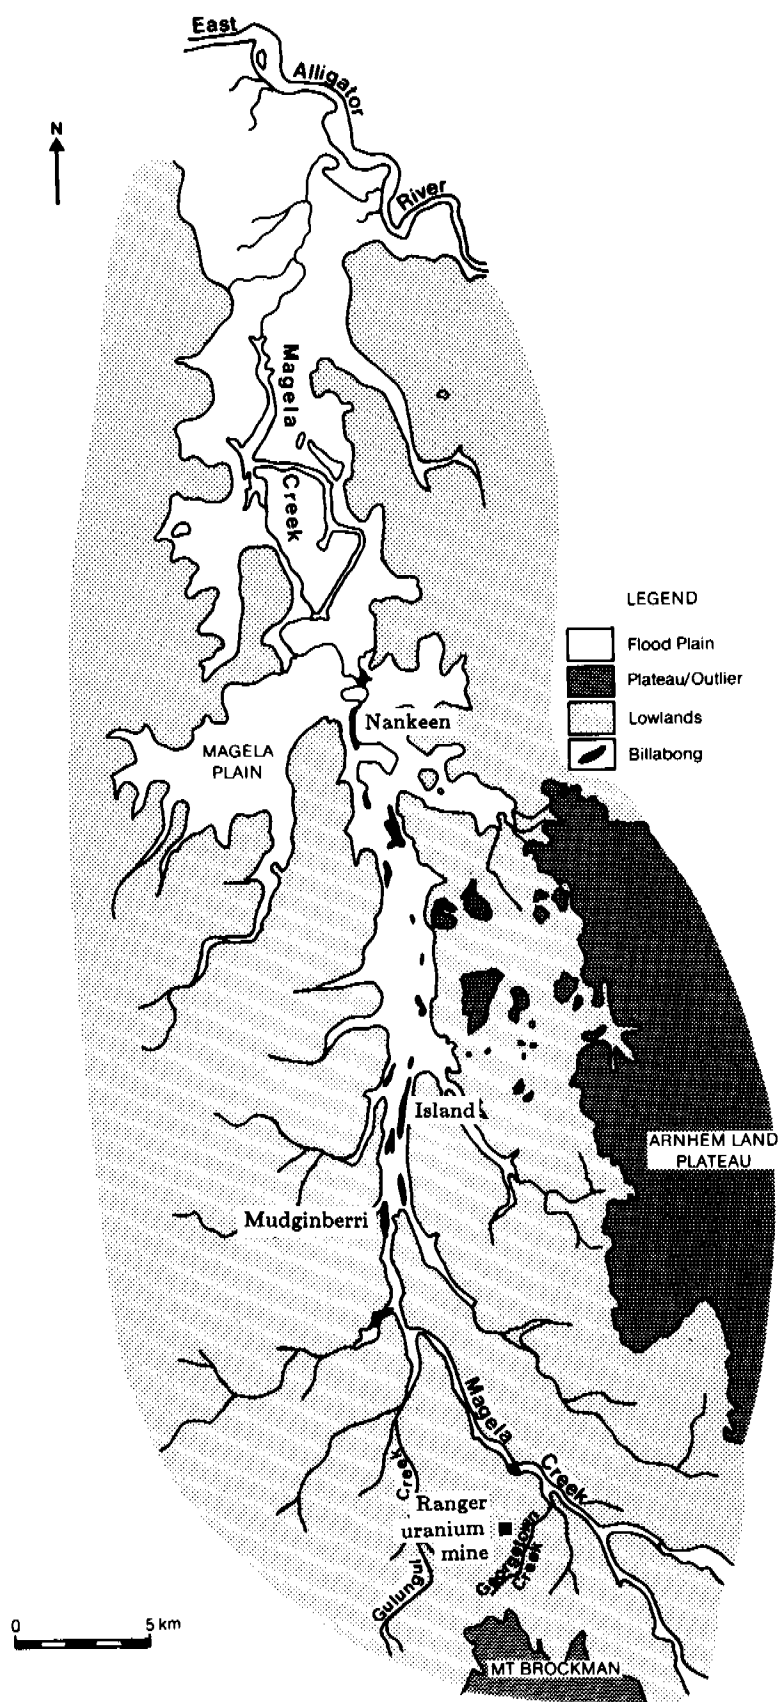 East
Alligator
River
N
Magela
Creek
LEGEND
Flood Plain
Plateau/Outlier
Lowlands
Billabong
Nankeen
MAGELA
PLAIN
Island
ARNHEM LAND
PLATEAU
Mudginberri
Magela
Creek
Creek
Gulungul
Ranger
uranium
mine
Georgetown
Creek
0
5 km
MT BROCKMAN